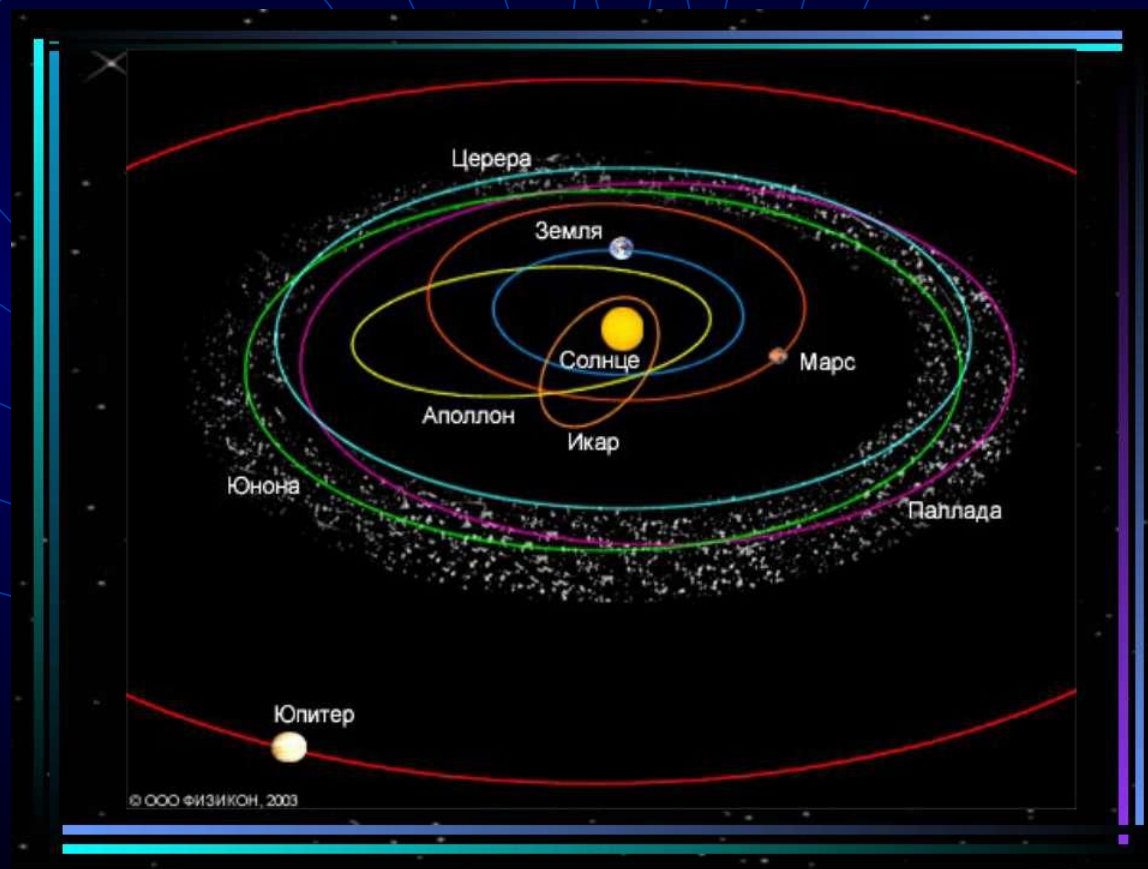 Церера
Земля
Солнце
Марс
Аполлон
Икар
Юнона
Паллада
Юпитер
© ООО ФИЗИКОН, 2003